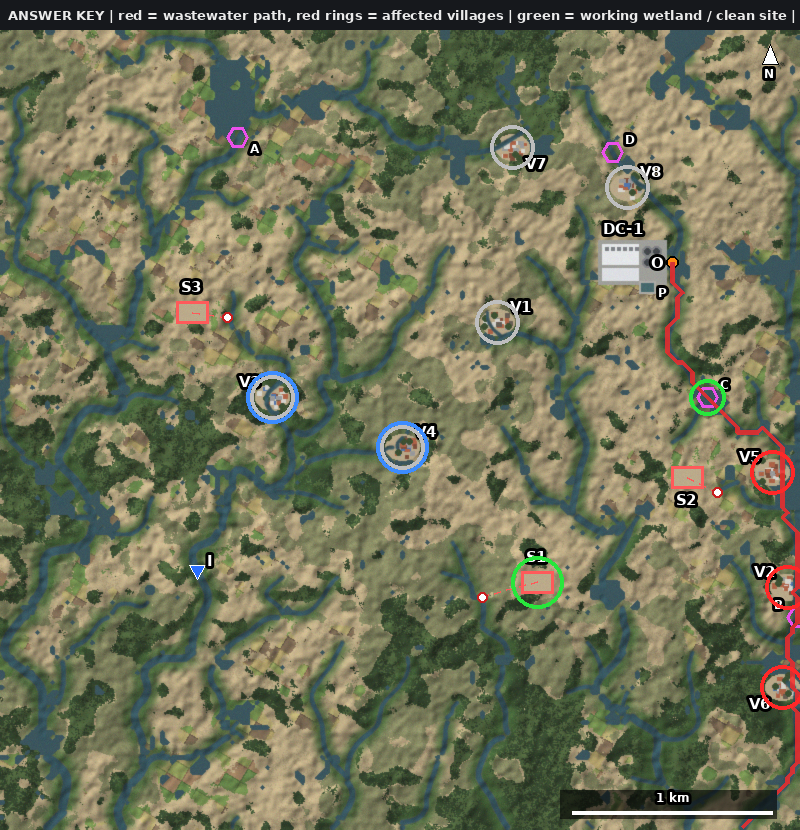 ANSWER KEY | red = wastewater path, red rings = affected villages | green = working wetland / clean site |
N
A
D
V7
V8
DC-1
O
P
S3
V1
C
V4
V5
S2
I
S1
V2
V6
1 km